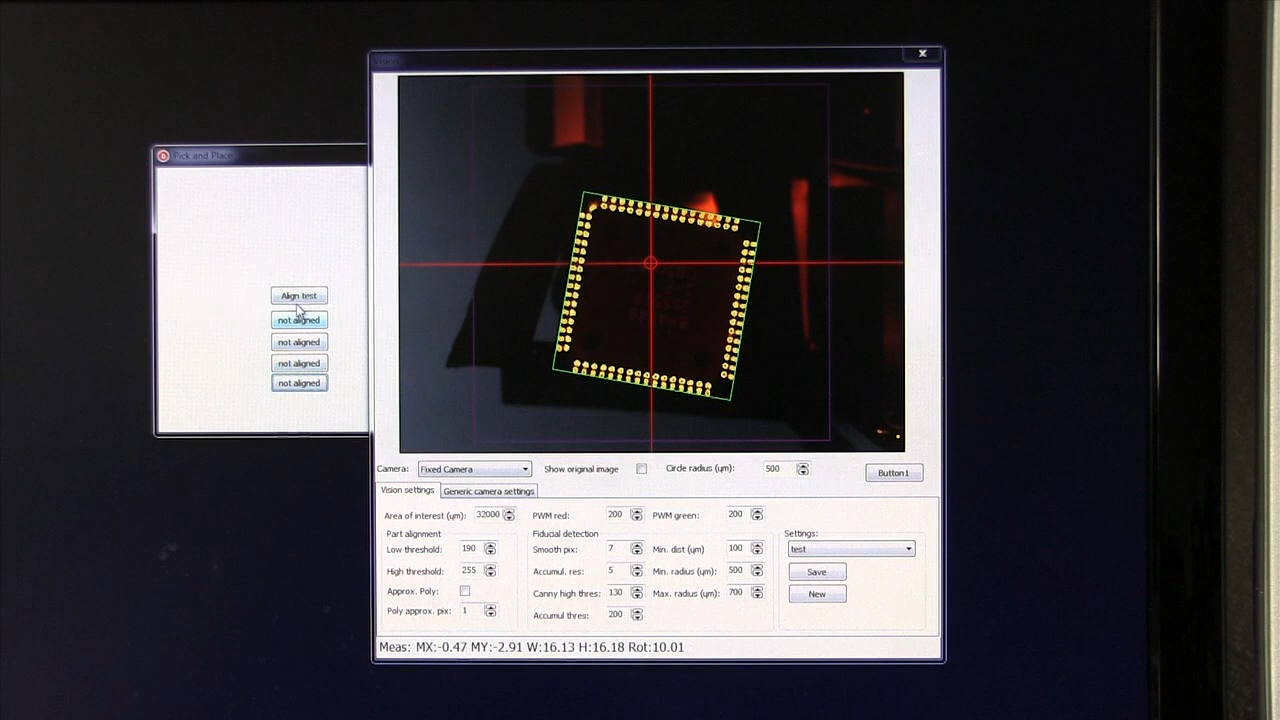 Pick and Place
Align test
not aligned
not aligned
not aligned
not aligned
Camera: Fixed Camera Show original image Circle radius (µm): 500 Button1
Vision settings Generic camera settings
Area of interest (µm): 32000 PWM red: 200 PWM green: 200
Part alignment Fiducial detection Settings:
Low threshold: 190 Smooth pix: 7 Min. dist (µm) 100 test
High threshold: 255 Accumul. res: 5 Min. radius (µm): 500 Save
Approx. Poly: Canny high thres: 130 Max. radius (µm): 700 New
Poly approx. pix: 1 Accumul thres: 200
Meas: MX:-0.47 MY:-2.91 W:16.13 H:16.18 Rot:10.01